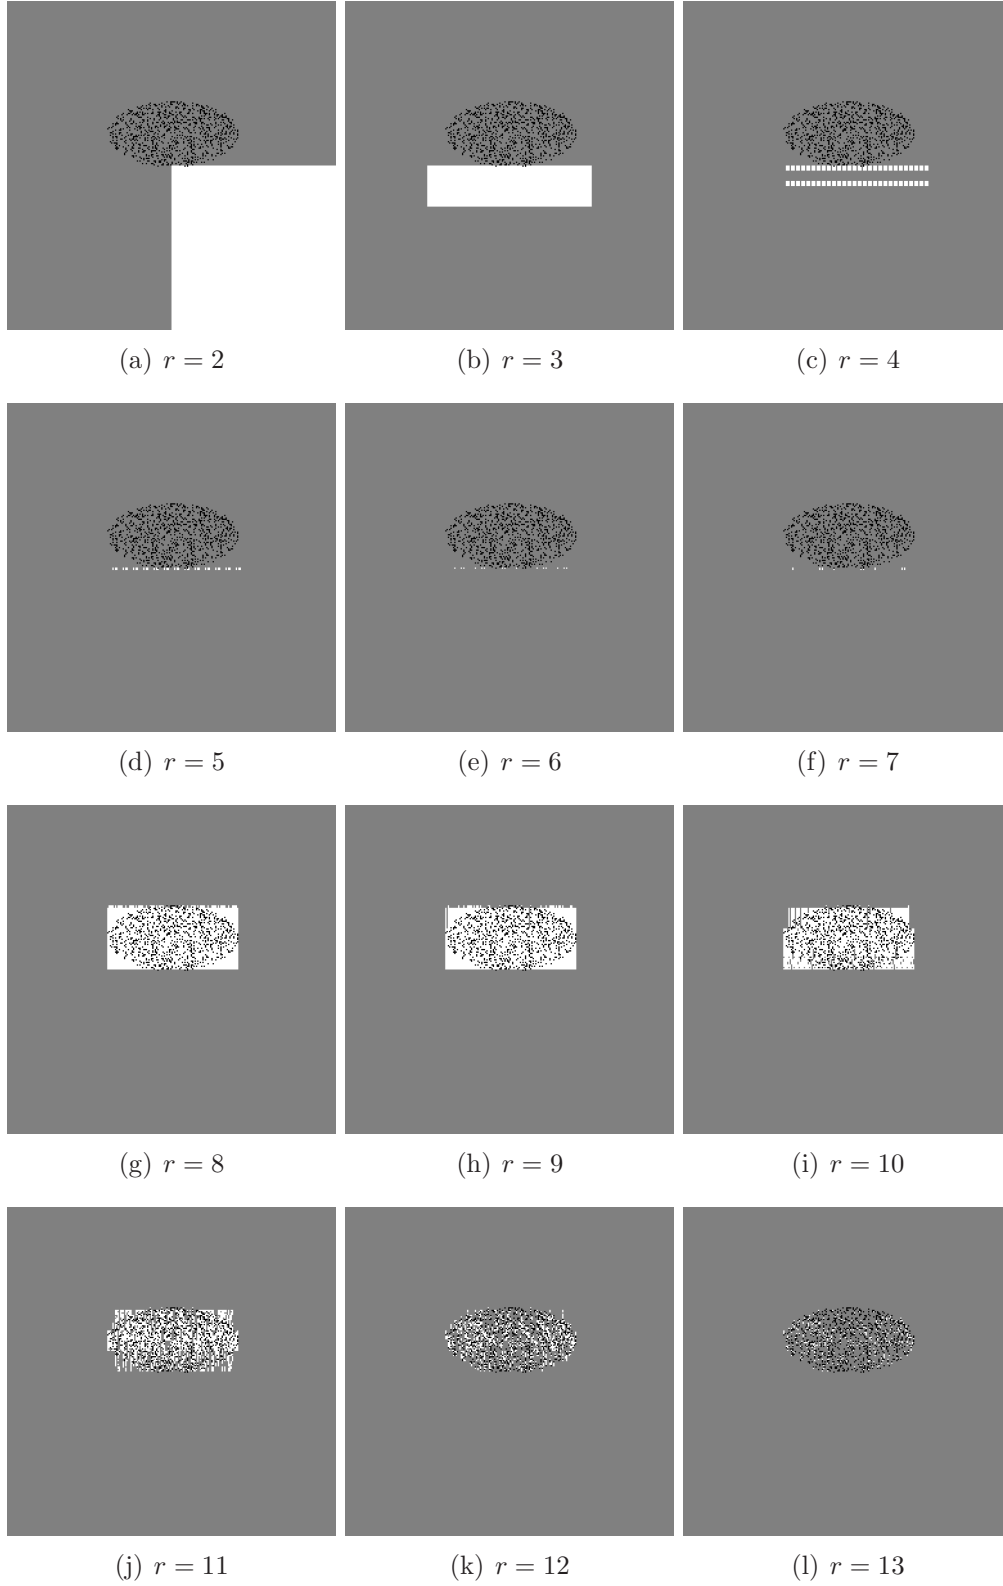 (a) r = 2 (b) r = 3 (c) r = 4
(d) r = 5 (e) r = 6 (f) r = 7
(g) r = 8 (h) r = 9 (i) r = 10
(j) r = 11 (k) r = 12 (l) r = 13